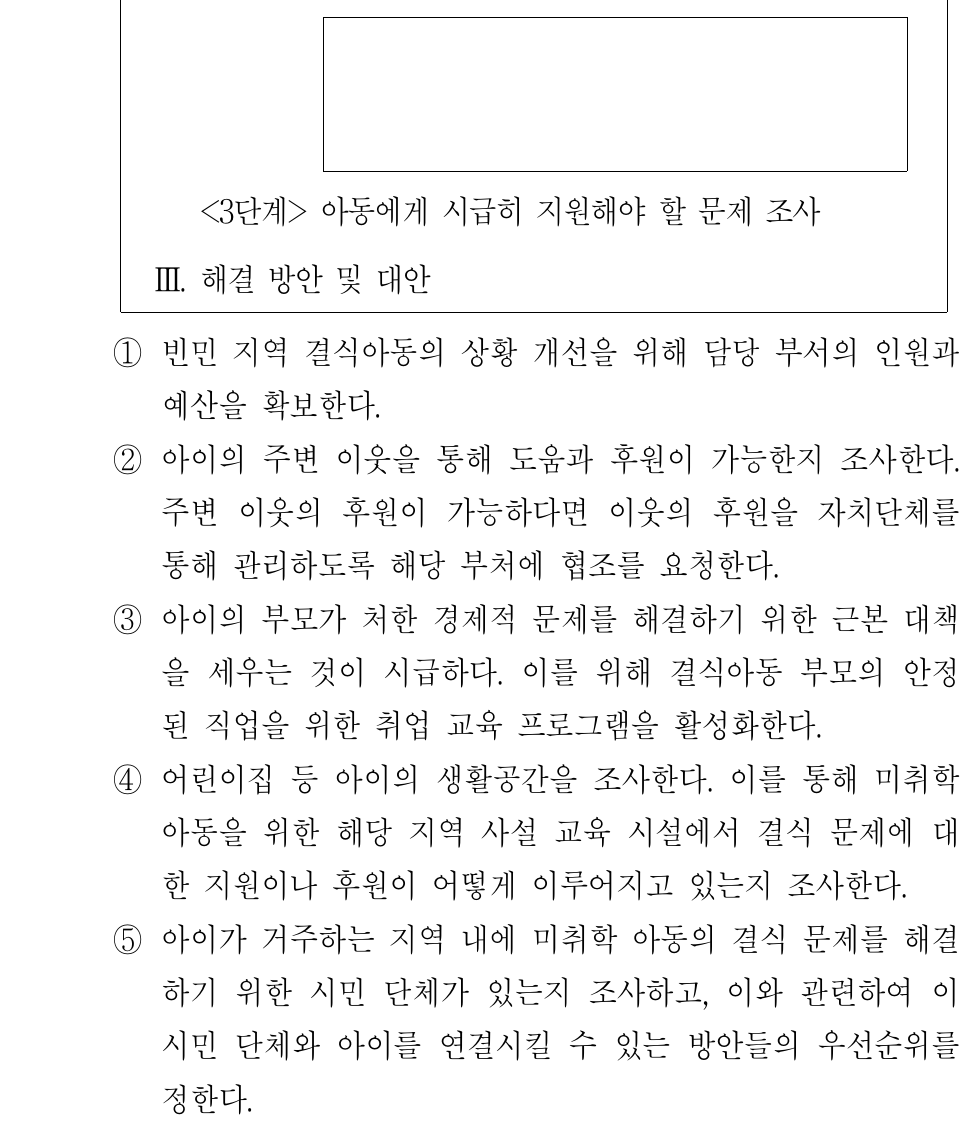 <3단계> 아동에게 시급히 지원해야 할 문제 조사
Ⅲ. 해결 방안 및 대안
① 빈민 지역 결식아동의 상황 개선을 위해 담당 부서의 인원과
예산을 확보한다.
② 아이의 주변 이웃을 통해 도움과 후원이 가능한지 조사한다.
주변 이웃의 후원이 가능하다면 이웃의 후원을 자치단체를
통해 관리하도록 해당 부처에 협조를 요청한다.
③ 아이의 부모가 처한 경제적 문제를 해결하기 위한 근본 대책
을 세우는 것이 시급하다. 이를 위해 결식아동 부모의 안정
된 직업을 위한 취업 교육 프로그램을 활성화한다.
④ 어린이집 등 아이의 생활공간을 조사한다. 이를 통해 미취학
아동을 위한 해당 지역 사설 교육 시설에서 결식 문제에 대
한 지원이나 후원이 어떻게 이루어지고 있는지 조사한다.
⑤ 아이가 거주하는 지역 내에 미취학 아동의 결식 문제를 해결
하기 위한 시민 단체가 있는지 조사하고, 이와 관련하여 이
시민 단체와 아이를 연결시킬 수 있는 방안들의 우선순위를
정한다.